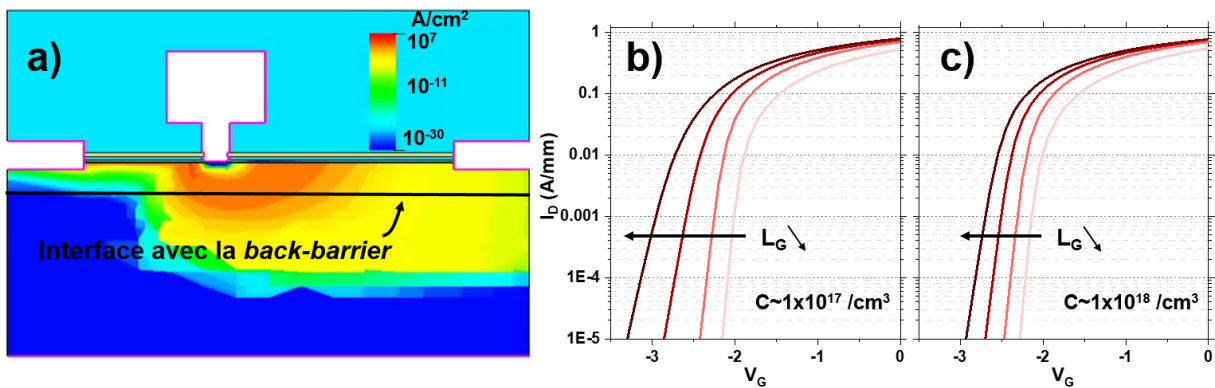 a)
A/cm²
10⁷
10⁻¹¹
10⁻³⁰
Interface avec la back-barrier
b)
I_D (A/mm)
1
0.1
0.01
0.001
1E-4
1E-5
L_G ↘
C~1x10¹⁷ /cm³
-3 -2 -1 0
V_G
c)
L_G ↘
C~1x10¹⁸ /cm³
-3 -2 -1 0
V_G